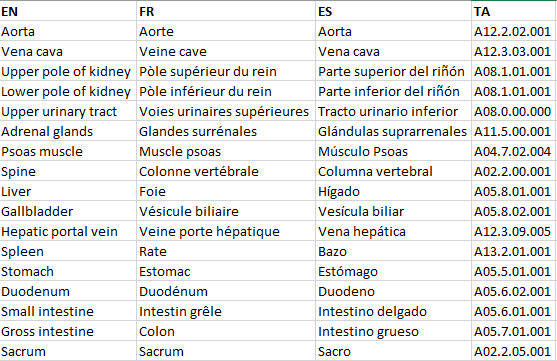 EN FR ES TA
Aorta Aorte Aorta A12.2.02.001
Vena cava Veine cave Vena cava A12.3.03.001
Upper pole of kidney Pòle supérieur du rein Parte superior del riñón A08.1.01.001
Lower pole of kidney Pòle inférieur du rein Parte inferior del riñón A08.1.01.001
Upper urinary tract Voies urinaires supérieures Tracto urinario inferior A08.0.00.000
Adrenal glands Glandes surrénales Glándulas suprarrenales A11.5.00.001
Psoas muscle Muscle psoas Músculo Psoas A04.7.02.004
Spine Colonne vertébrale Columna vertebral A02.2.00.001
Liver Foie Hígado A05.8.01.001
Gallbladder Vésicule biliaire Vesícula biliar A05.8.02.001
Hepatic portal vein Veine porte hépatique Vena hepática A12.3.09.005
Spleen Rate Bazo A13.2.01.001
Stomach Estomac Estómago A05.5.01.001
Duodenum Duodénum Duodeno A05.6.02.001
Small intestine Intestin grêle Intestino delgado A05.6.01.001
Gross intestine Colon Intestino grueso A05.7.01.001
Sacrum Sacrum Sacro A02.2.05.001